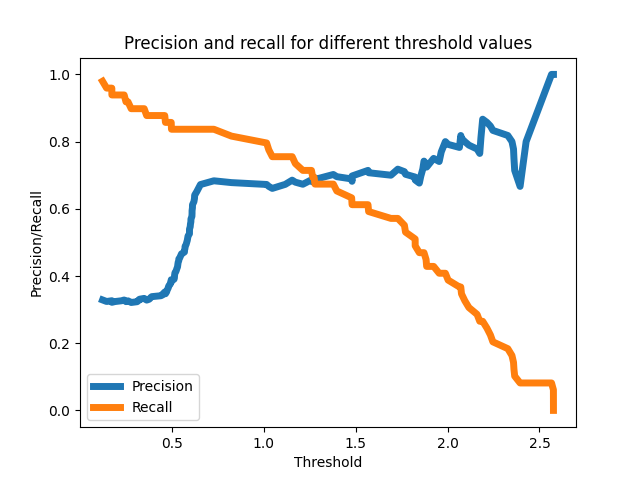 Precision and recall for different threshold values
Precision/Recall
1.0
0.8
0.6
0.4
0.2
0.0
Precision
Recall
0.5 1.0 1.5 2.0 2.5
Threshold